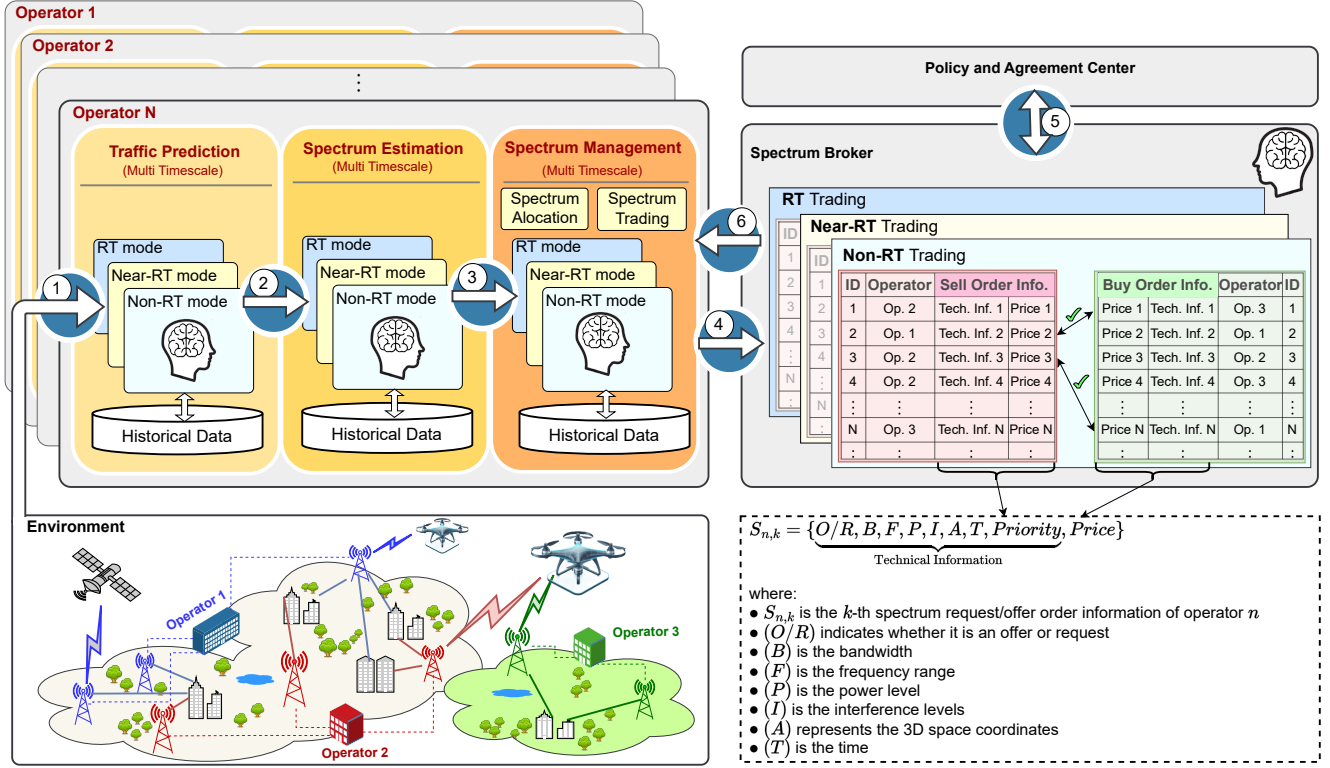 Operator 1
Operator 2
⋮
Operator N
Traffic Prediction
(Multi Timescale)
RT mode
Near-RT mode
Non-RT mode
Historical Data
Spectrum Estimation
(Multi Timescale)
RT mode
Near-RT mode
Non-RT mode
Historical Data
Spectrum Management
(Multi Timescale)
Spectrum
Alocation
Spectrum
Trading
RT mode
Near-RT mode
Non-RT mode
Historical Data
1
2
3
4
5
6
Policy and Agreement Center
Spectrum Broker
RT Trading
ID
1
2
3
4
:
N
:
Near-RT Trading
ID
1
2
3
4
:
N
:
Non-RT Trading
ID Operator Sell Order Info.
1 Op. 2 Tech. Inf. 1 Price 1
2 Op. 1 Tech. Inf. 2 Price 2
3 Op. 2 Tech. Inf. 3 Price 3
4 Op. 2 Tech. Inf. 4 Price 4
⋮ ⋮ ⋮ ⋮
N Op. 3 Tech. Inf. N Price N
: : : :
Buy Order Info. Operator ID
Price 1 Tech. Inf. 1 Op. 3 1
Price 2 Tech. Inf. 2 Op. 1 2
Price 3 Tech. Inf. 3 Op. 2 3
Price 4 Tech. Inf. 4 Op. 3 4
⋮ ⋮ ⋮ ⋮
Price N Tech. Inf. N Op. 1 N
: : : :
Environment
Operator 1
Operator 2
Operator 3
S_{n,k} = {O/R, B, F, P, I, A, T, Priority, Price}
Technical Information
where:
● S_{n,k} is the k-th spectrum request/offer order information of operator n
● (O/R) indicates whether it is an offer or request
● (B) is the bandwidth
● (F) is the frequency range
● (P) is the power level
● (I) is the interference levels
● (A) represents the 3D space coordinates
● (T) is the time